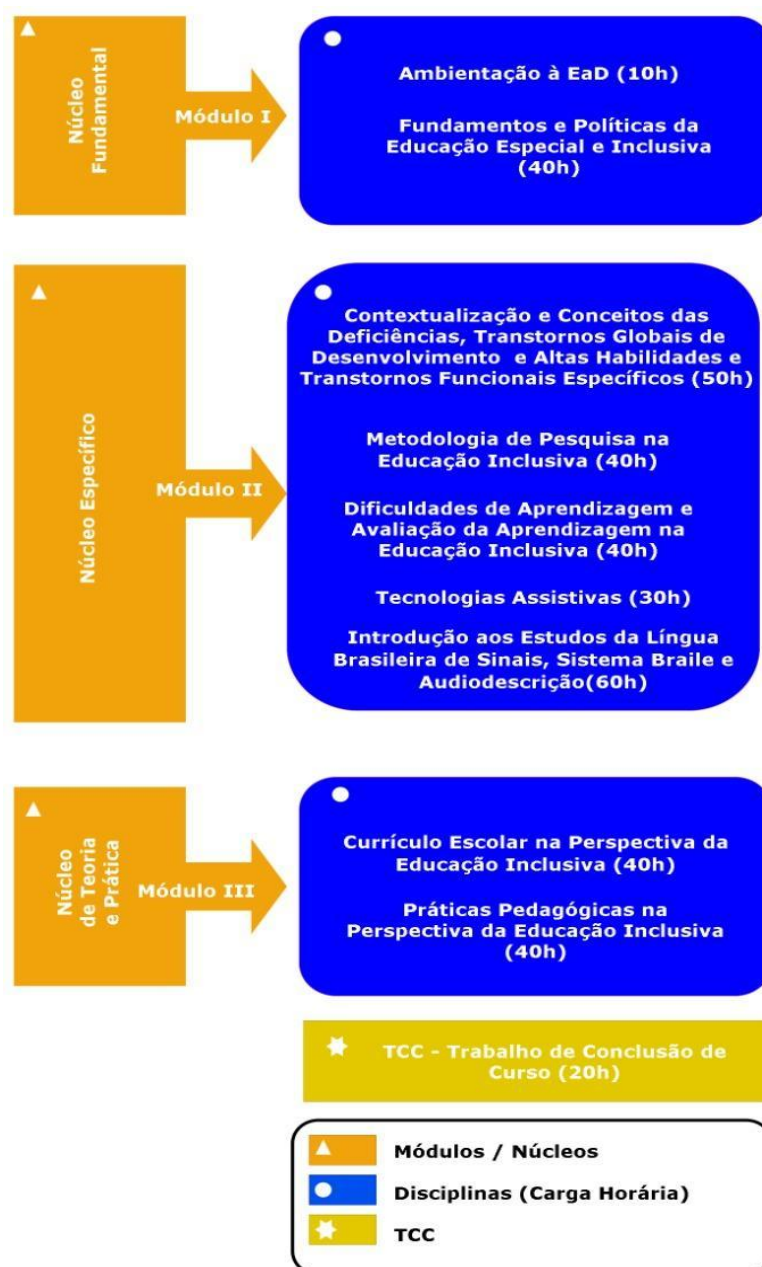 Núcleo
Fundamental
Módulo I
Ambientação à EaD (10h)
Fundamentos e Políticas da
Educação Especial e Inclusiva
(40h)
Núcleo Específico
Módulo II
Contextualização e Conceitos das
Deficiências, Transtornos Globais de
Desenvolvimento e Altas Habilidades e
Transtornos Funcionais Específicos (50h)
Metodologia de Pesquisa na
Educação Inclusiva (40h)
Dificuldades de Aprendizagem e
Avaliação da Aprendizagem na
Educação Inclusiva (40h)
Tecnologias Assistivas (30h)
Introdução aos Estudos da Língua
Brasileira de Sinais, Sistema Braile e
Audiodescrição(60h)
Núcleo
de Teoria
e Prática
Módulo III
Currículo Escolar na Perspectiva da
Educação Inclusiva (40h)
Práticas Pedagógicas na
Perspectiva da Educação Inclusiva
(40h)
TCC - Trabalho de Conclusão de
Curso (20h)
Módulos / Núcleos
Disciplinas (Carga Horária)
TCC